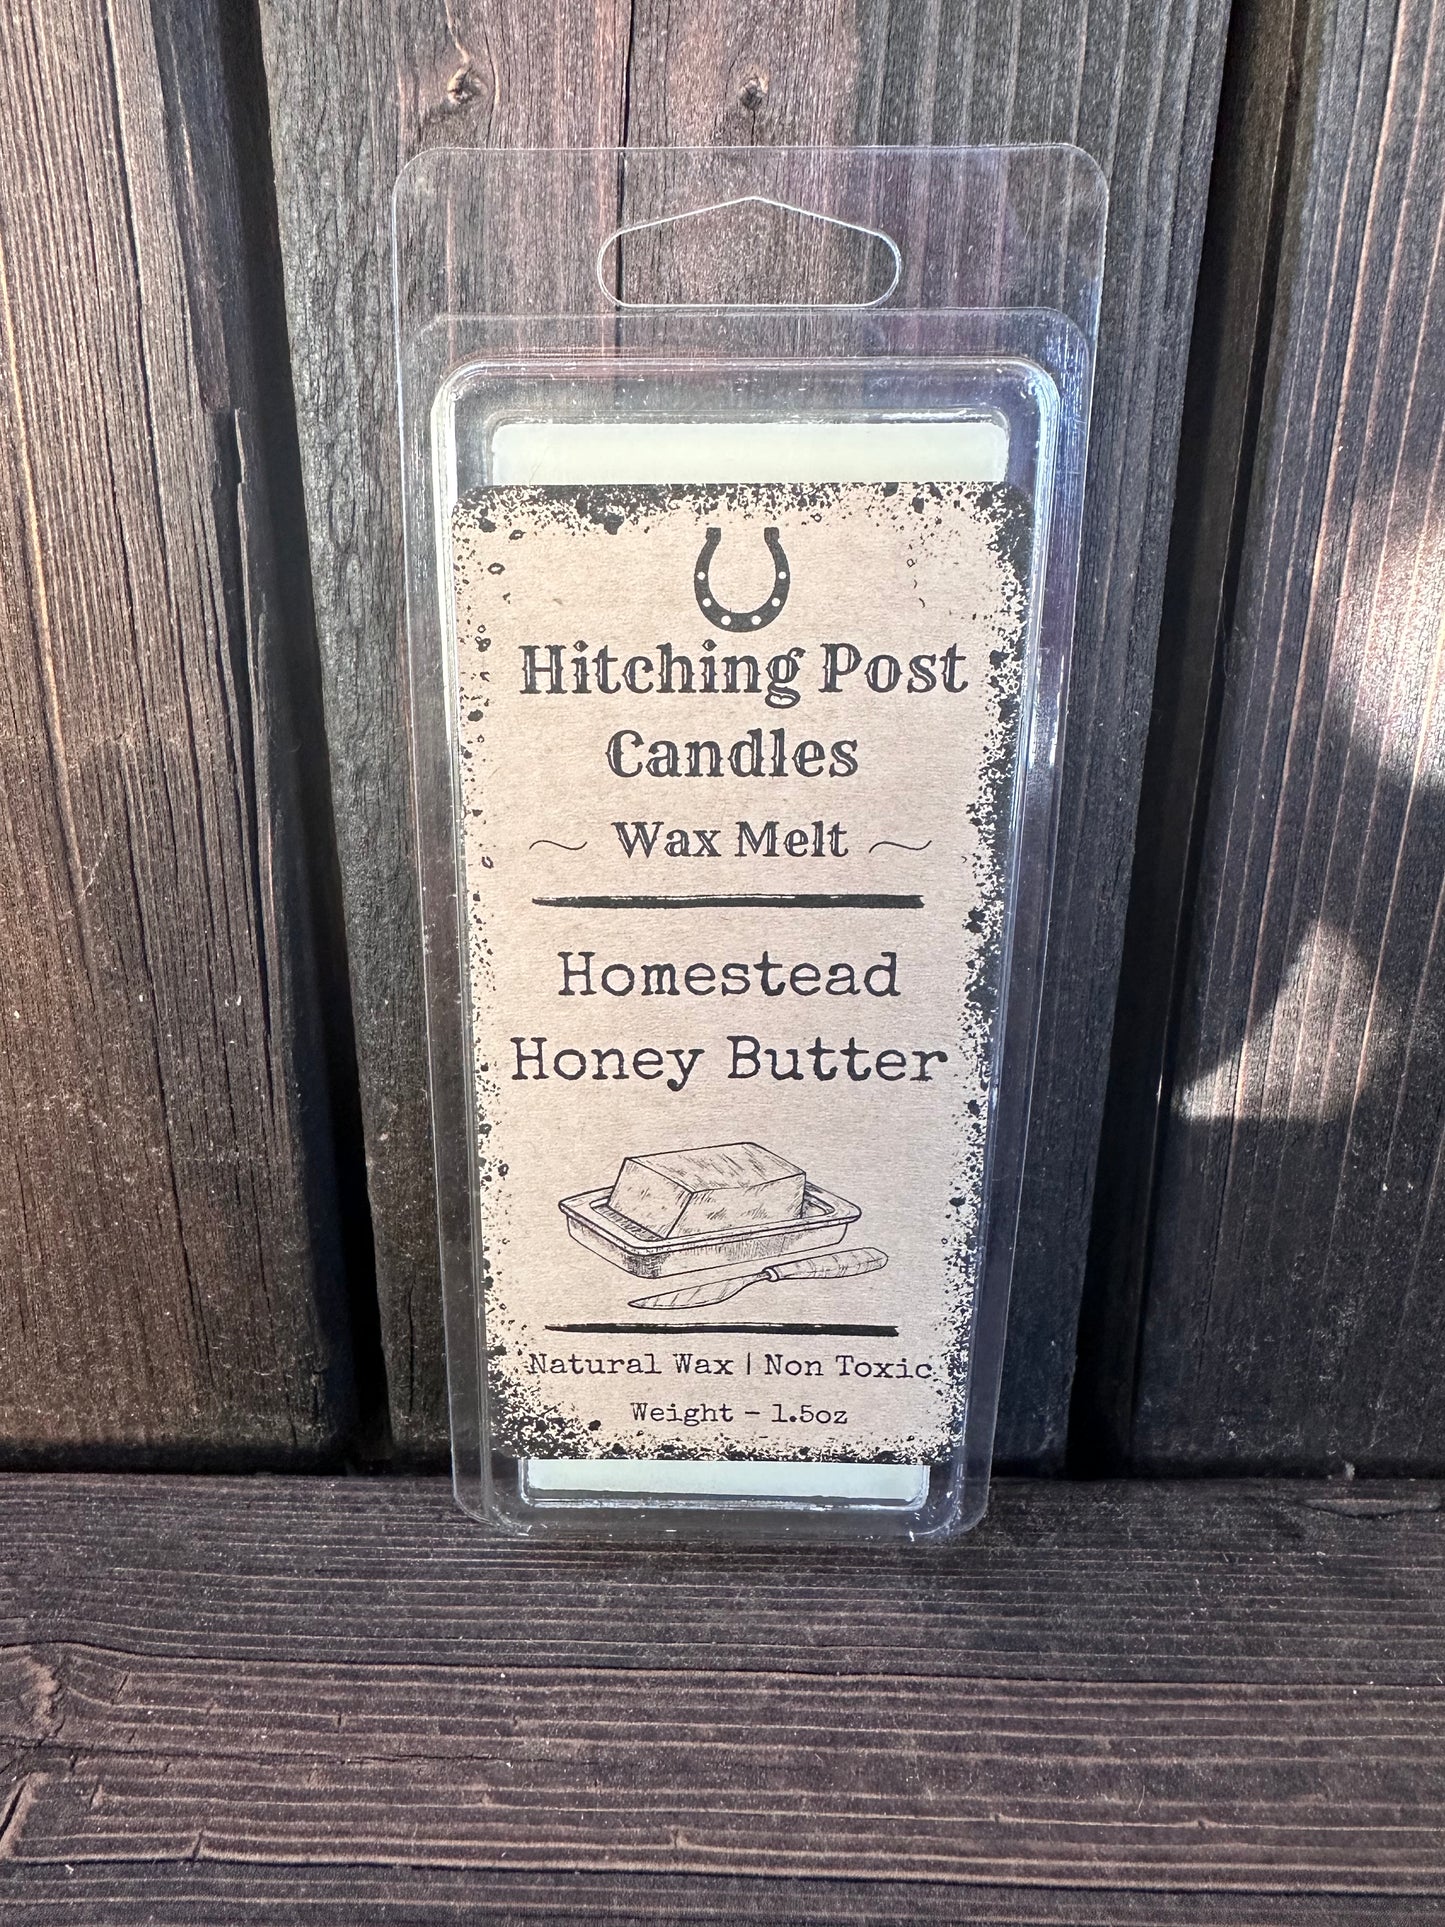 Hitching Post
Candles
~ Wax Melt ~
Homestead
Honey Butter
Natural Wax | Non Toxic
Weight - 1.5oz